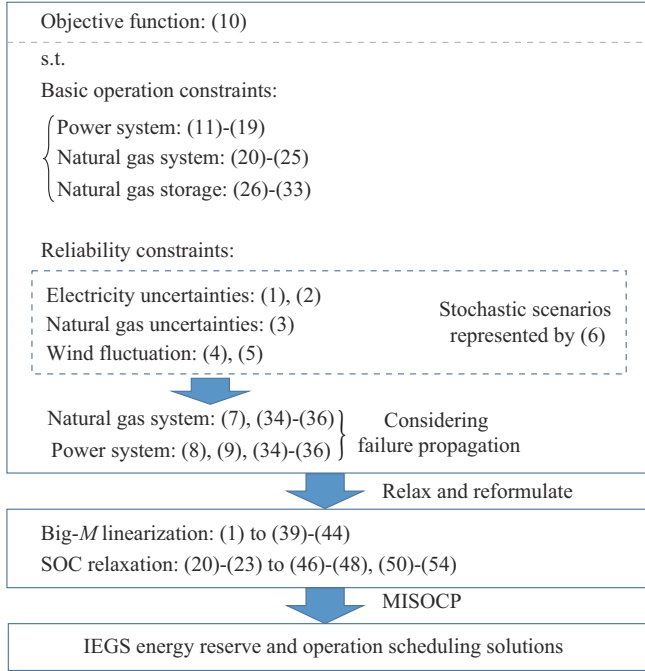 Objective function: (10)
s.t.
Basic operation constraints:
Power system: (11)-(19)
Natural gas system: (20)-(25)
Natural gas storage: (26)-(33)
Reliability constraints:
Electricity uncertainties: (1), (2)
Natural gas uncertainties: (3)
Wind fluctuation: (4), (5)
Stochastic scenarios
represented by (6)
Natural gas system: (7), (34)-(36)
Power system: (8), (9), (34)-(36)
Considering
failure propagation
Relax and reformulate
Big-M linearization: (1) to (39)-(44)
SOC relaxation: (20)-(23) to (46)-(48), (50)-(54)
MISOCP
IEGS energy reserve and operation scheduling solutions